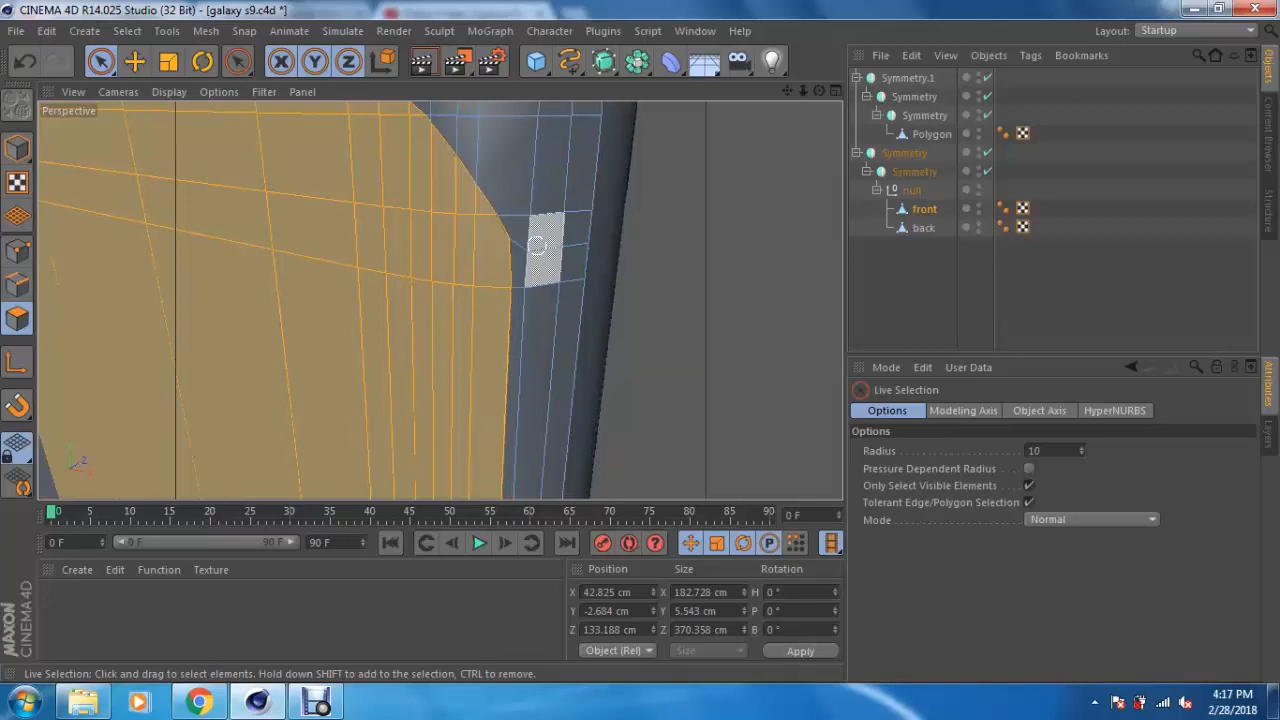 CINEMA 4D R14.025 Studio (32 Bit) - [galaxy s9.c4d *]
File Edit Create Select Tools Mesh Snap Animate Simulate Render Sculpt MoGraph Character Plugins Script Window Help Layout: Startup
File Edit View Objects Tags Bookmarks
View Cameras Display Options Filter Panel
Perspective
Symmetry.1
Symmetry
Symmetry
Polygon
Symmetry
Symmetry
null
front
back
Objects
Content Browser
Structure
Mode Edit User Data
Live Selection
Options Modeling Axis Object Axis HyperNURBS
Options
Radius 10
Pressure Dependent Radius
Only Select Visible Elements
Tolerant Edge/Polygon Selection
Mode Normal
Attributes
Layers
0 5 10 15 20 25 30 35 40 45 50 55 60 65 70 75 80 85 90 0 F
0 F 0 F 90 F 90 F
Create Edit Function Texture
Position Size Rotation
X 42.825 cm X 182.728 cm H 0 °
Y -2.684 cm Y 5.543 cm P 0 °
Z 133.188 cm Z 370.358 cm B 0 °
Object (Rel) Size Apply
MAXON CINEMA 4D
Live Selection: Click and drag to select elements. Hold down SHIFT to add to the selection, CTRL to remove.
4:17 PM
2/28/2018